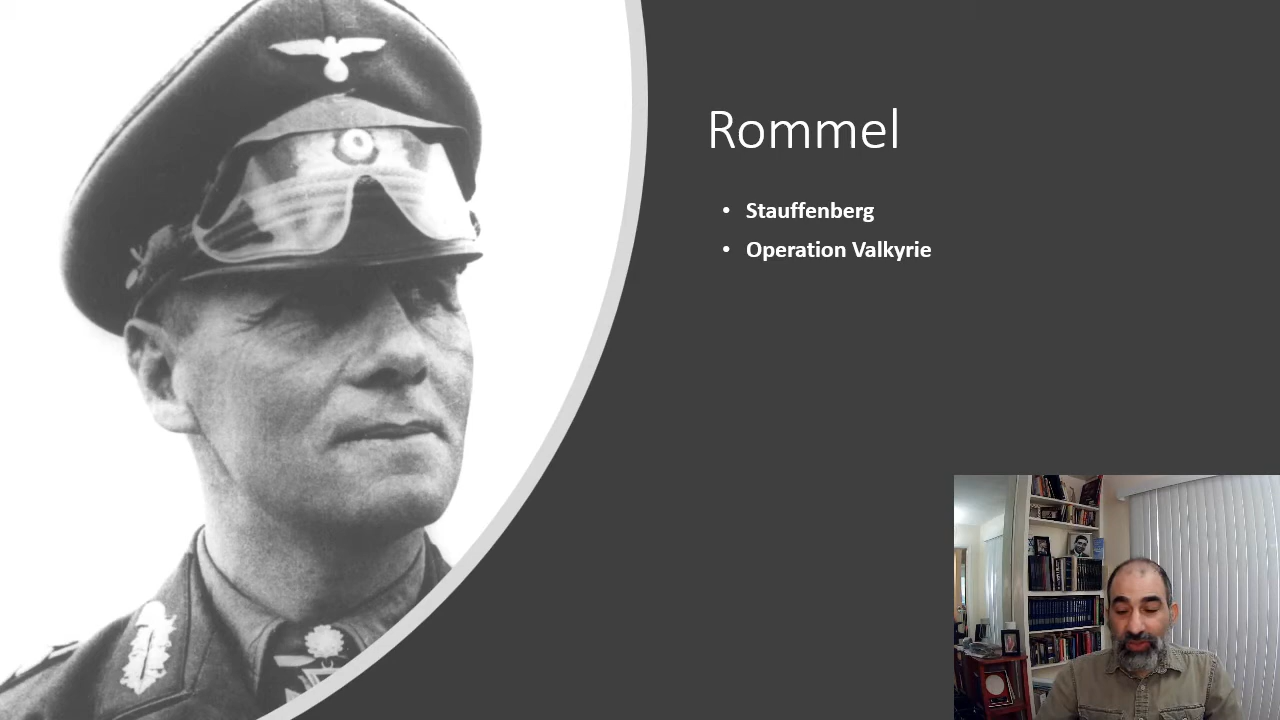 Rommel
• Stauffenberg
• Operation Valkyrie